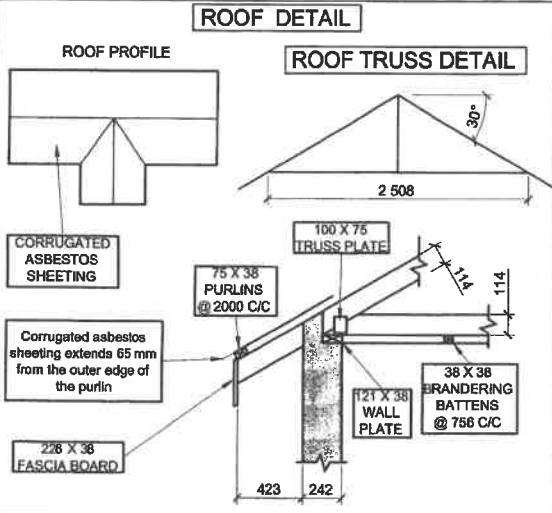 ROOF DETAIL
ROOF PROFILE
ROOF TRUSS DETAIL
30°
2 508
CORRUGATED
ASBESTOS
SHEETING
100 X 75
TRUSS PLATE
75 X 38
PURLINS
@ 2000 C/C
114
114
Corrugated asbestos
sheeting extends 65 mm
from the outer edge of
the purlin
38 X 38
BRANDERING
BATTENS
@ 756 C/C
121 X 38
WALL
PLATE
228 X 38
FASCIA BOARD
423
242